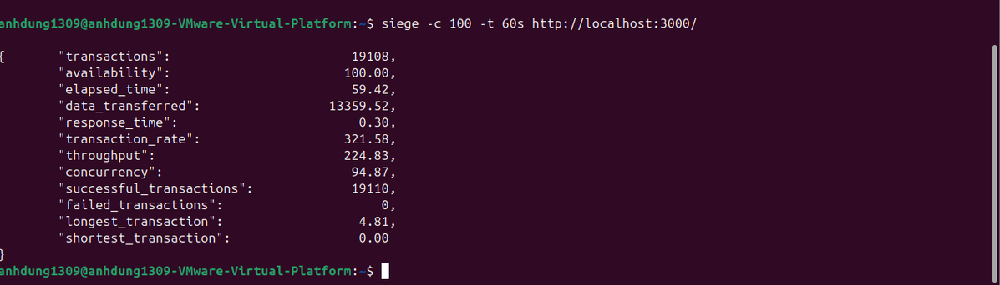 anhdung1309@anhdung1309-VMware-Virtual-Platform:~$ siege -c 100 -t 60s http://localhost:3000/
{ "transactions": 19108,
"availability": 100.00,
"elapsed_time": 59.42,
"data_transferred": 13359.52,
"response_time": 0.30,
"transaction_rate": 321.58,
"throughput": 224.83,
"concurrency": 94.87,
"successful_transactions": 19110,
"failed_transactions": 0,
"longest_transaction": 4.81,
"shortest_transaction": 0.00
}
anhdung1309@anhdung1309-VMware-Virtual-Platform:~$